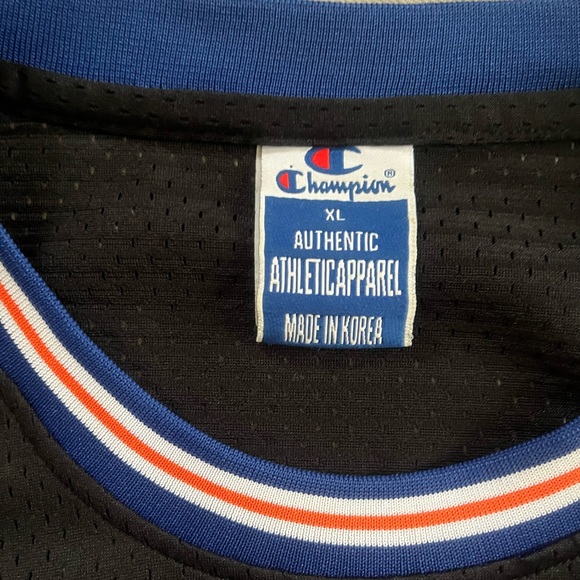 Champion®
XL
AUTHENTIC
ATHLETICAPPAREL
MADE IN KOREA